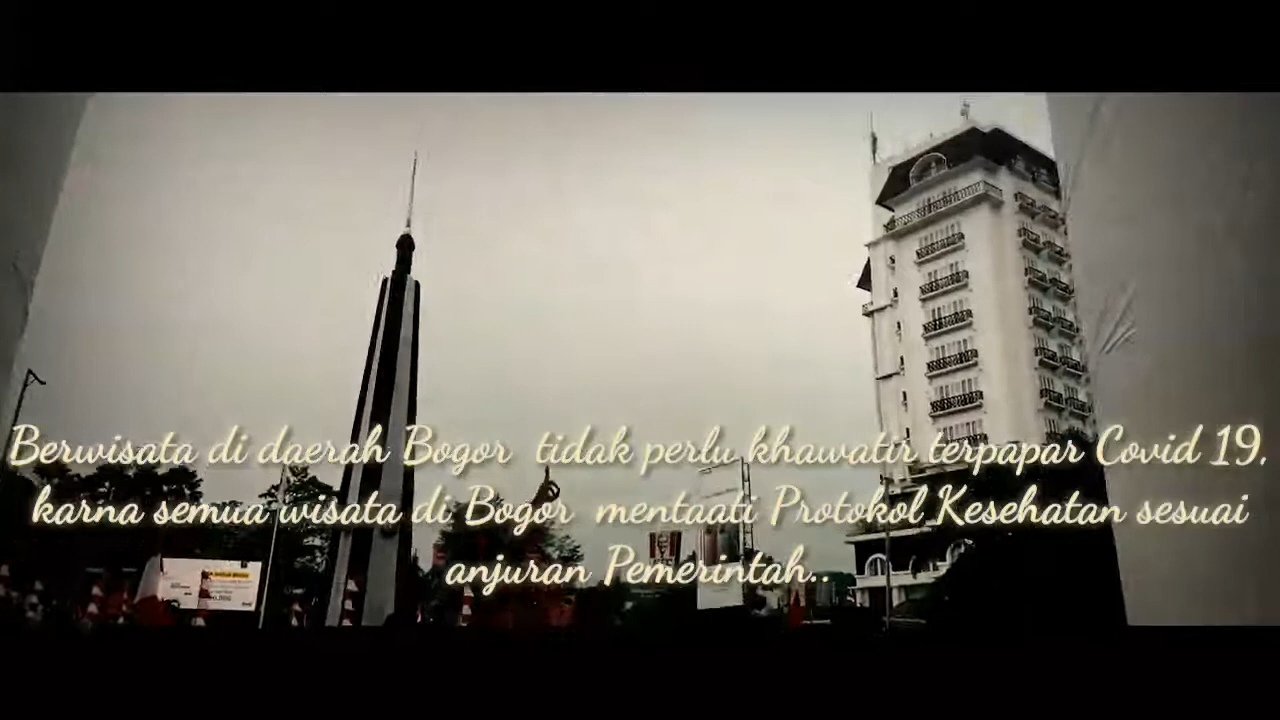 Berwisata di daerah Bogor tidak perlu khawatir terpapar Covid 19,
karna semua wisata di Bogor mentaati Protokol Kesehatan sesuai
anjuran Pemerintah..
KFC